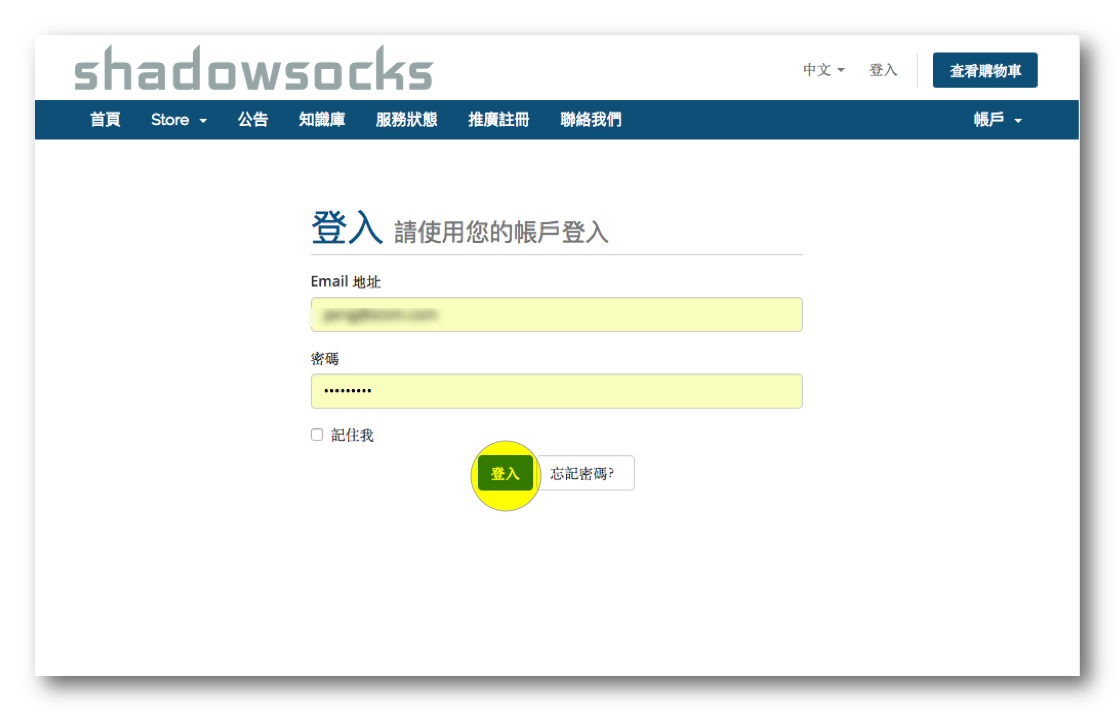 shadowsocks
中文 登入 查看購物車
首頁 Store 公告 知識庫 服務狀態 推廣註冊 聯絡我們 帳戶
登入 請使用您的帳戶登入
Email 地址
密碼
•••••••••
記住我
登入 忘記密碼?